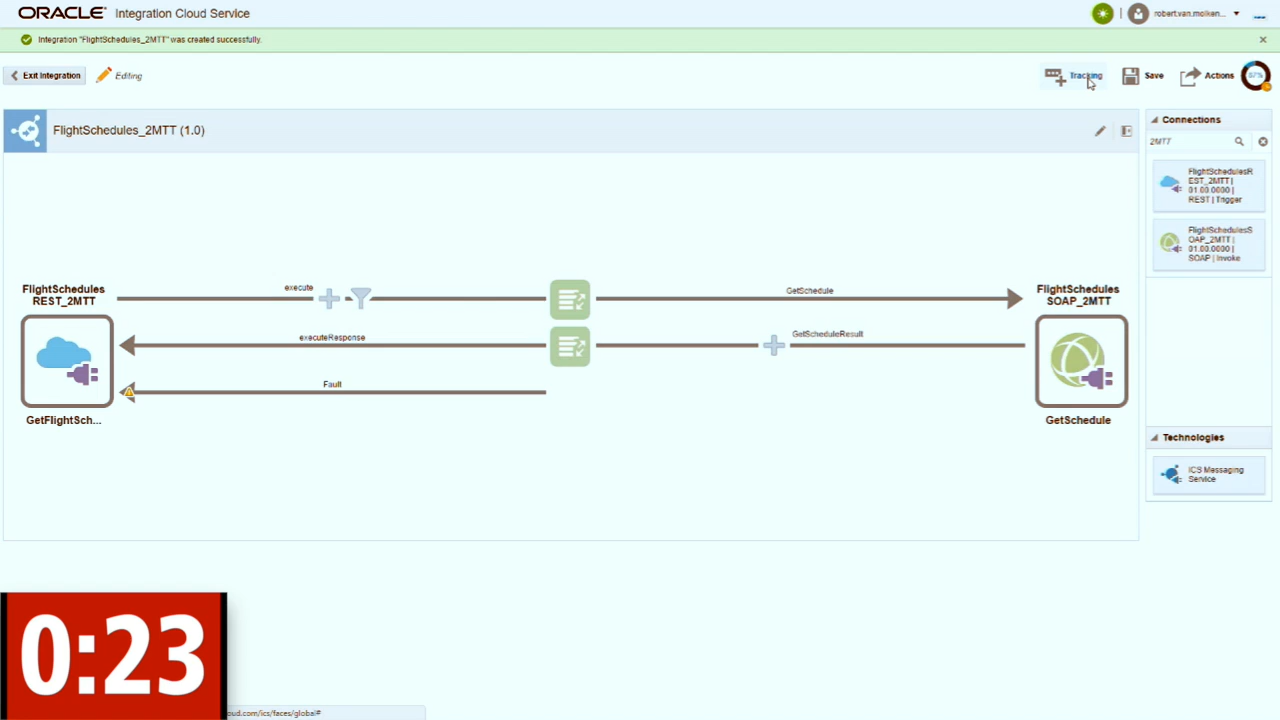 ORACLE® Integration Cloud Service
robert.van.molken...
Integration "FlightSchedules_2MTT" was created successfully.
Exit Integration
Editing
Tracking
Save
Actions
87%
FlightSchedules_2MTT (1.0)
Connections
2MTT
FlightSchedulesR
EST_2MTT |
01.00.0000 |
REST | Trigger
FlightSchedulesS
OAP_2MTT |
01.00.0000 |
SOAP | Invoke
FlightSchedules
REST_2MTT
execute
GetSchedule
FlightSchedules
SOAP_2MTT
executeResponse
GetScheduleResult
Fault
GetFlightSch...
GetSchedule
Technologies
ICS Messaging
Service
0:23
oud.com/ics/faces/global#